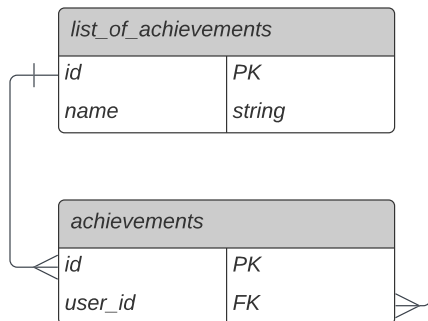 list_of_achievements
id PK
name string
achievements
id PK
user_id FK